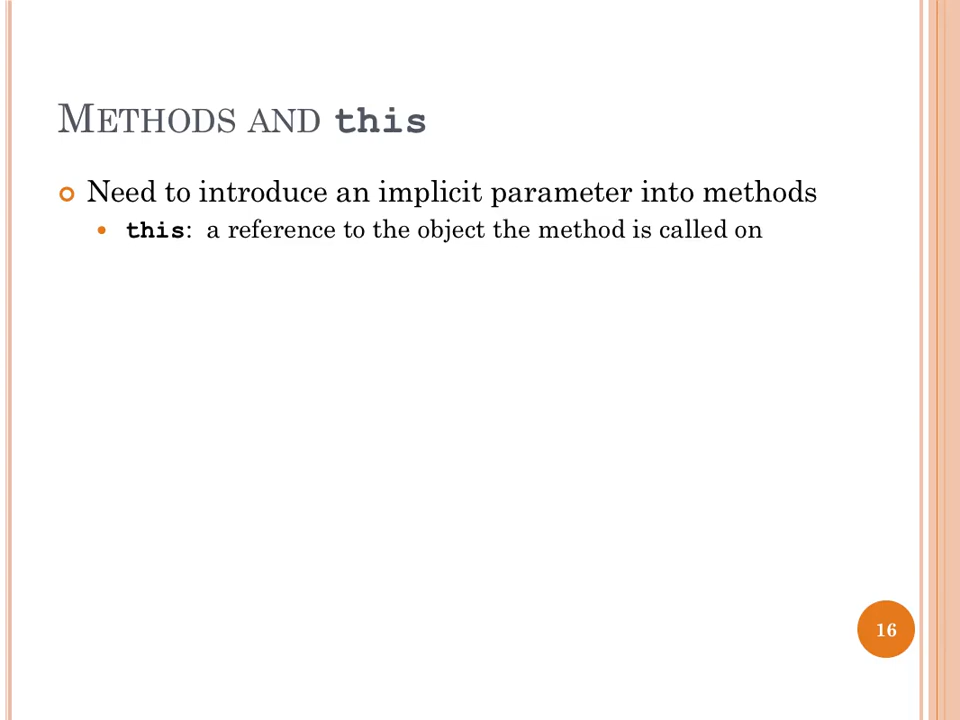 METHODS AND this
Need to introduce an implicit parameter into methods
this: a reference to the object the method is called on
16